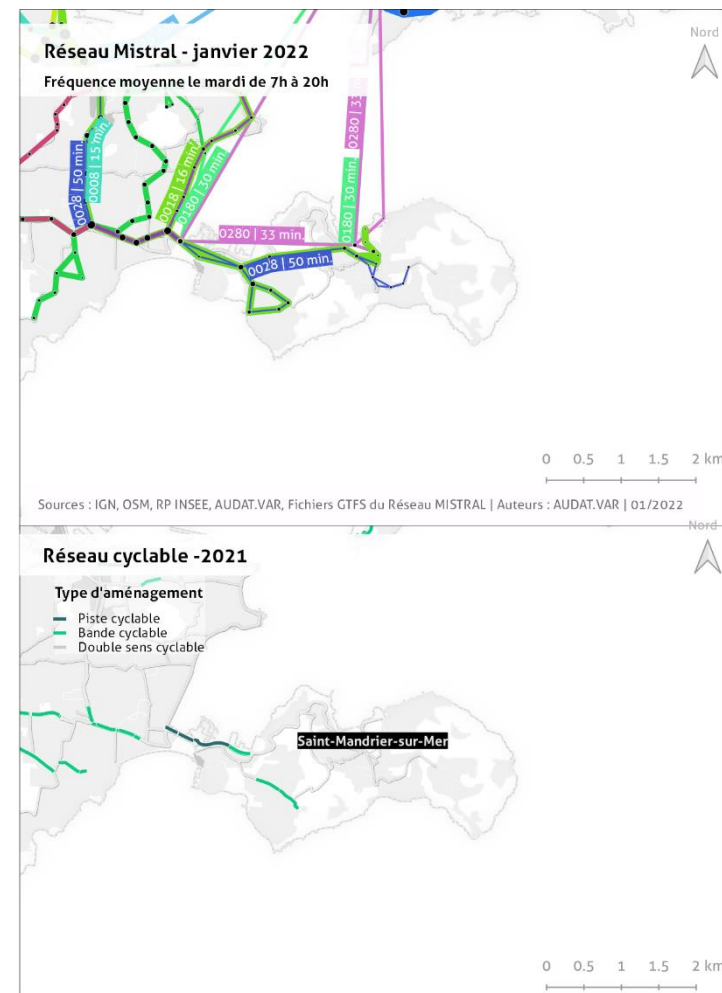 Réseau Mistral - janvier 2022
Nord
Fréquence moyenne le mardi de 7h à 20h
0028 | 50 min.
0008 | 15 min.
0018 | 16 min.
0180 | 30 min.
0280 | 33
0180 | 30 min.
0280 | 33 min.
0028 | 50 min.
0 0.5 1 1.5 2 km
Sources : IGN, OSM, RP INSEE, AUDAT.VAR, Fichiers GTFS du Réseau MISTRAL | Auteurs : AUDAT.VAR | 01/2022
Nord
Réseau cyclable -2021
Type d'aménagement
Piste cyclable
Bande cyclable
Double sens cyclable
Saint-Mandrier-sur-Mer
0 0.5 1 1.5 2 km